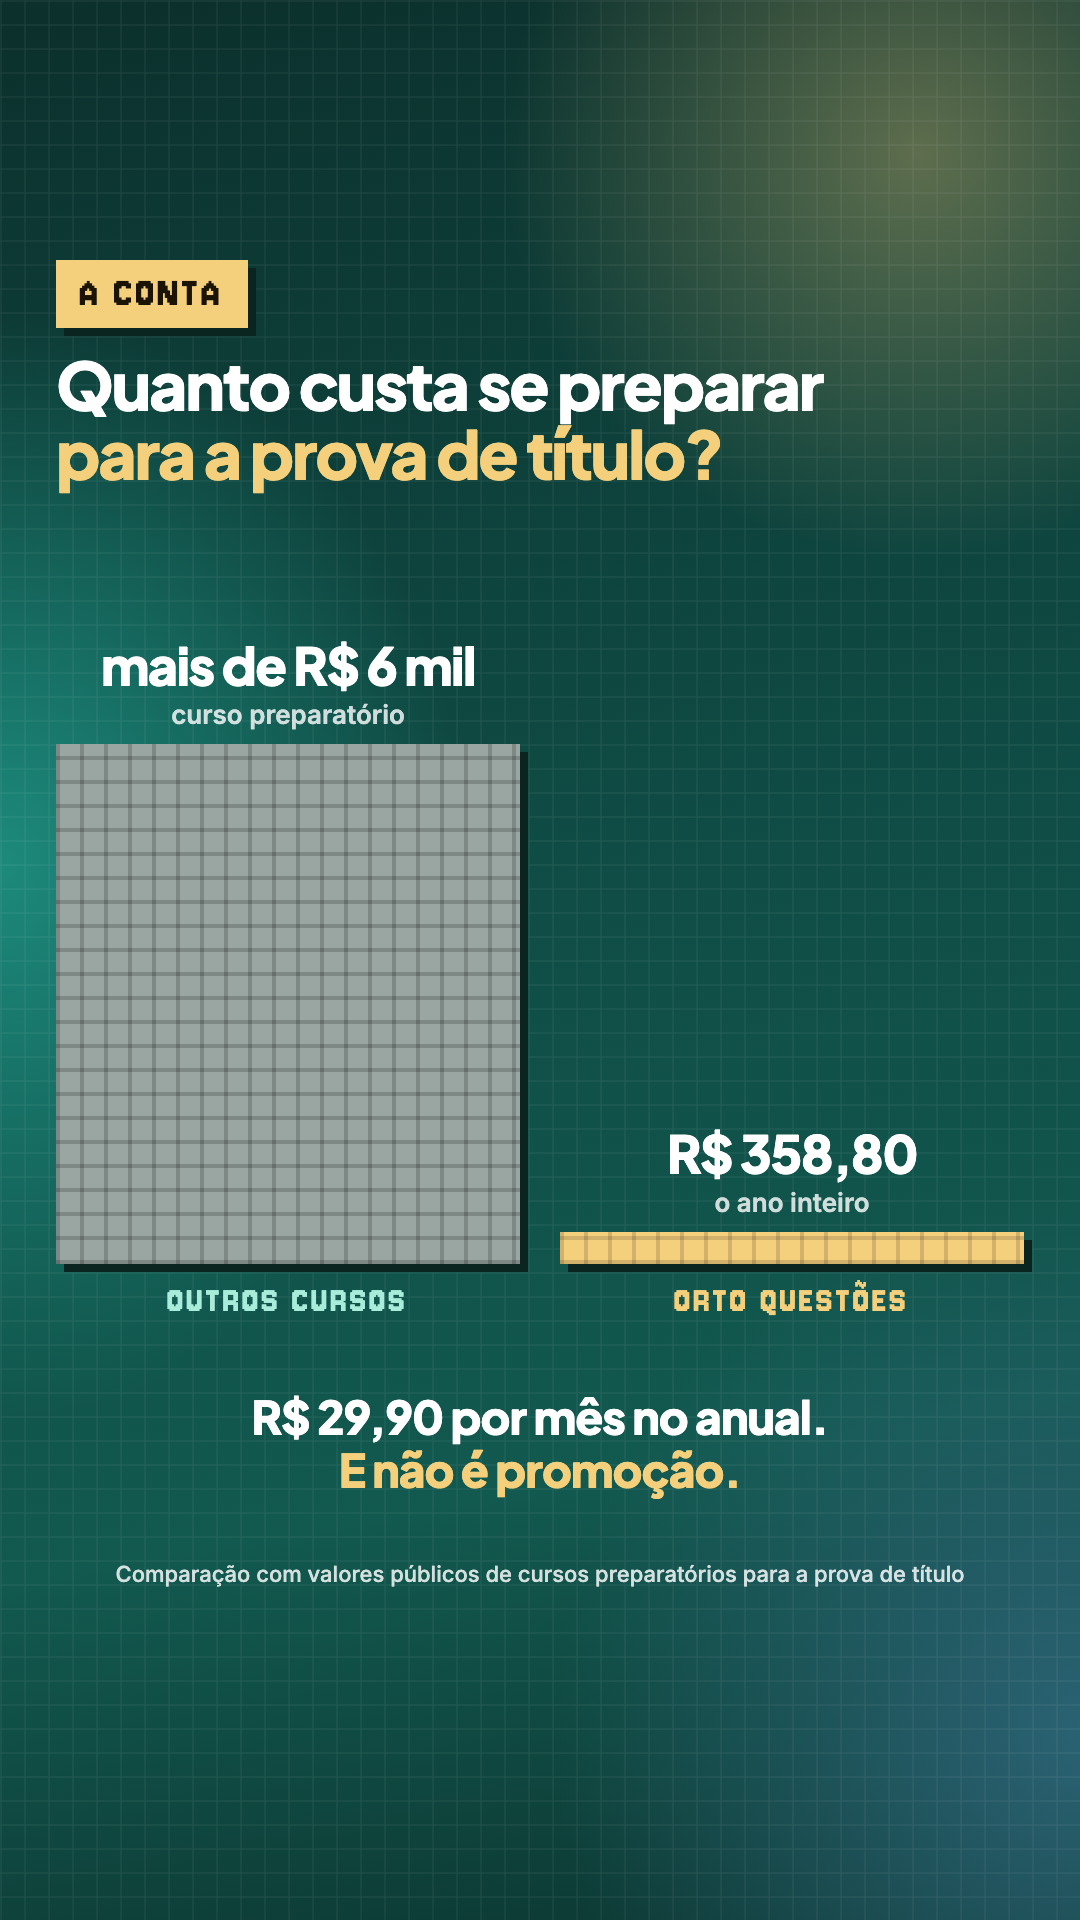 A CONTA
Quanto custa se preparar
para a prova de título?
mais de R$ 6 mil
curso preparatório
R$ 358,80
o ano inteiro
OUTROS CURSOS
ORTO QUESTÕES
R$ 29,90 por mês no anual.
E não é promoção.
Comparação com valores públicos de cursos preparatórios para a prova de título